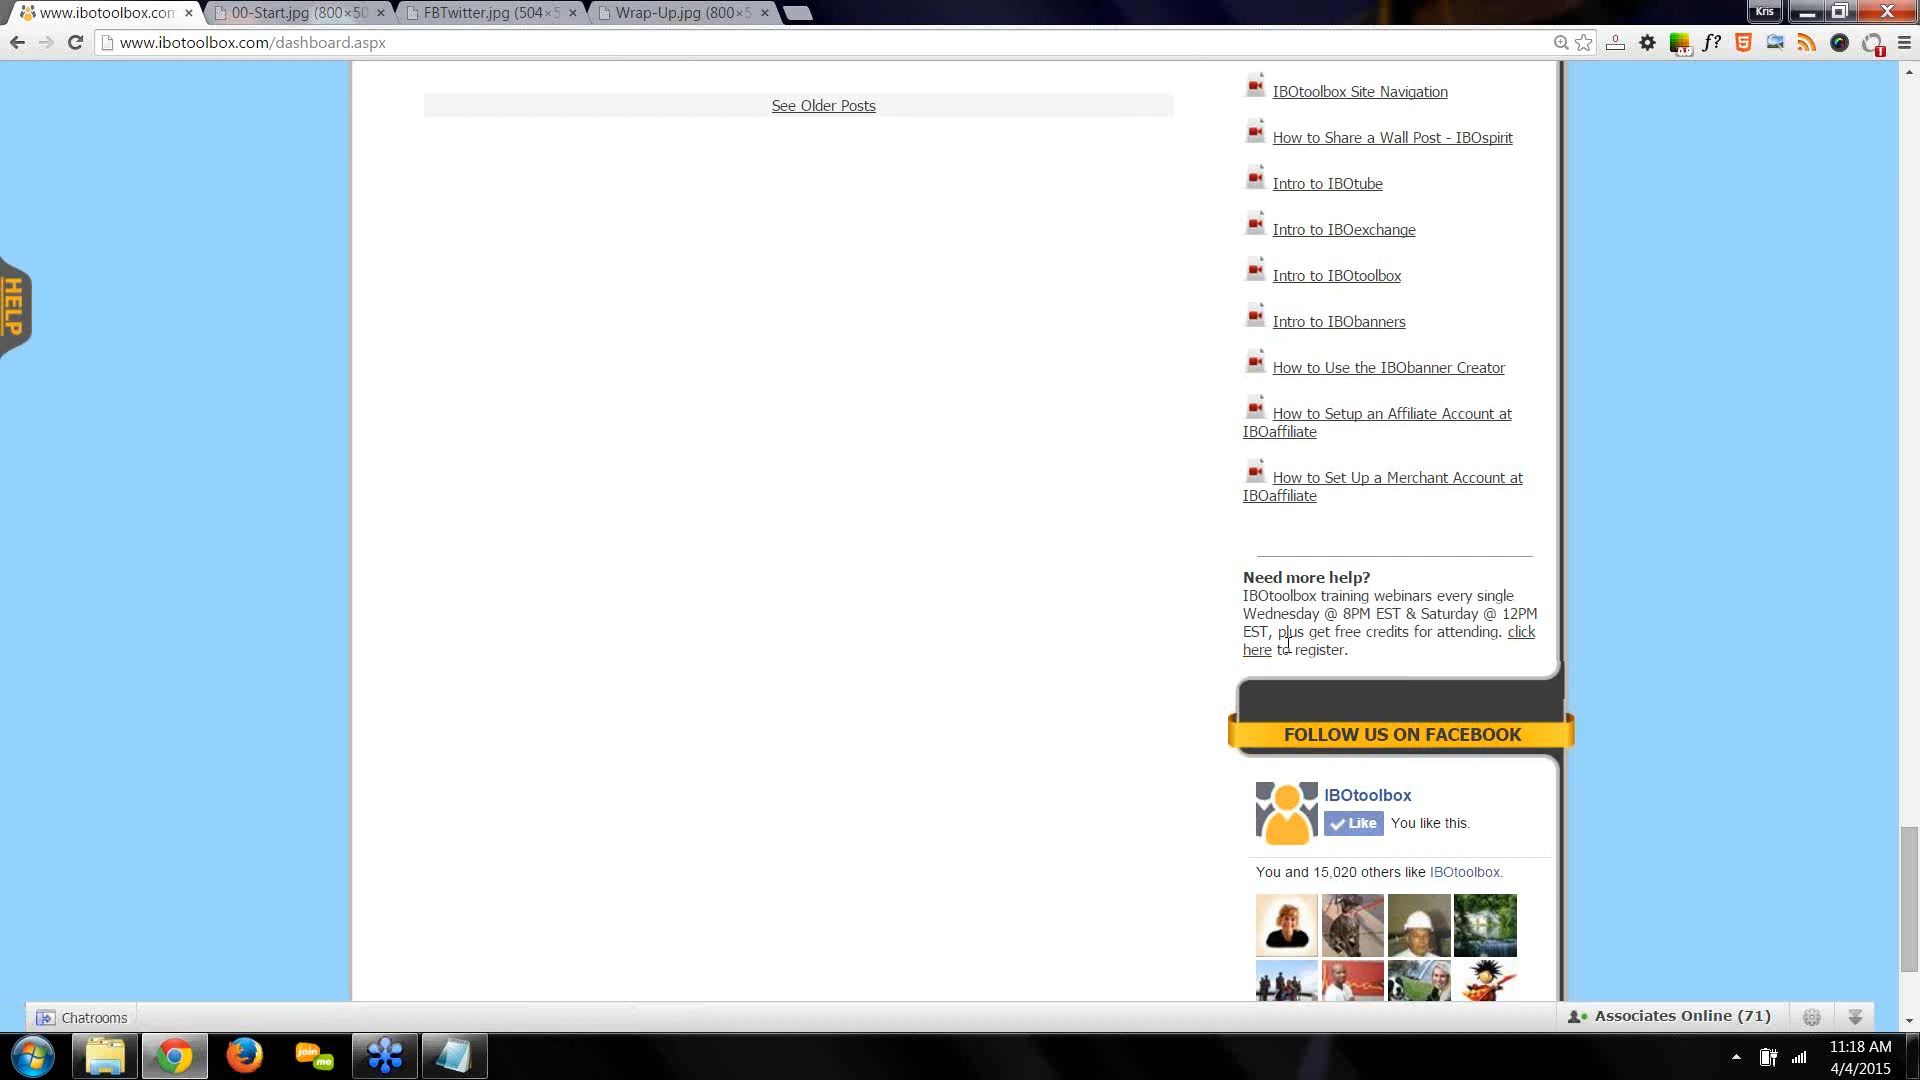 www.ibotoolbox.com
00-Start.jpg (800×50
FBTwitter.jpg (504×5
Wrap-Up.jpg (800×5
Kris
www.ibotoolbox.com/dashboard.aspx
See Older Posts
IBOtoolbox Site Navigation
How to Share a Wall Post - IBOspirit
Intro to IBOtube
Intro to IBOexchange
Intro to IBOtoolbox
Intro to IBObanners
How to Use the IBObanner Creator
How to Setup an Affiliate Account at
IBOaffiliate
How to Set Up a Merchant Account at
IBOaffiliate
HELP
Need more help?
IBOtoolbox training webinars every single
Wednesday @ 8PM EST & Saturday @ 12PM
EST, plus get free credits for attending. click
here to register.
FOLLOW US ON FACEBOOK
IBOtoolbox
Like You like this.
You and 15,020 others like IBOtoolbox.
Chatrooms
Associates Online (71)
join
me
11:18 AM
4/4/2015